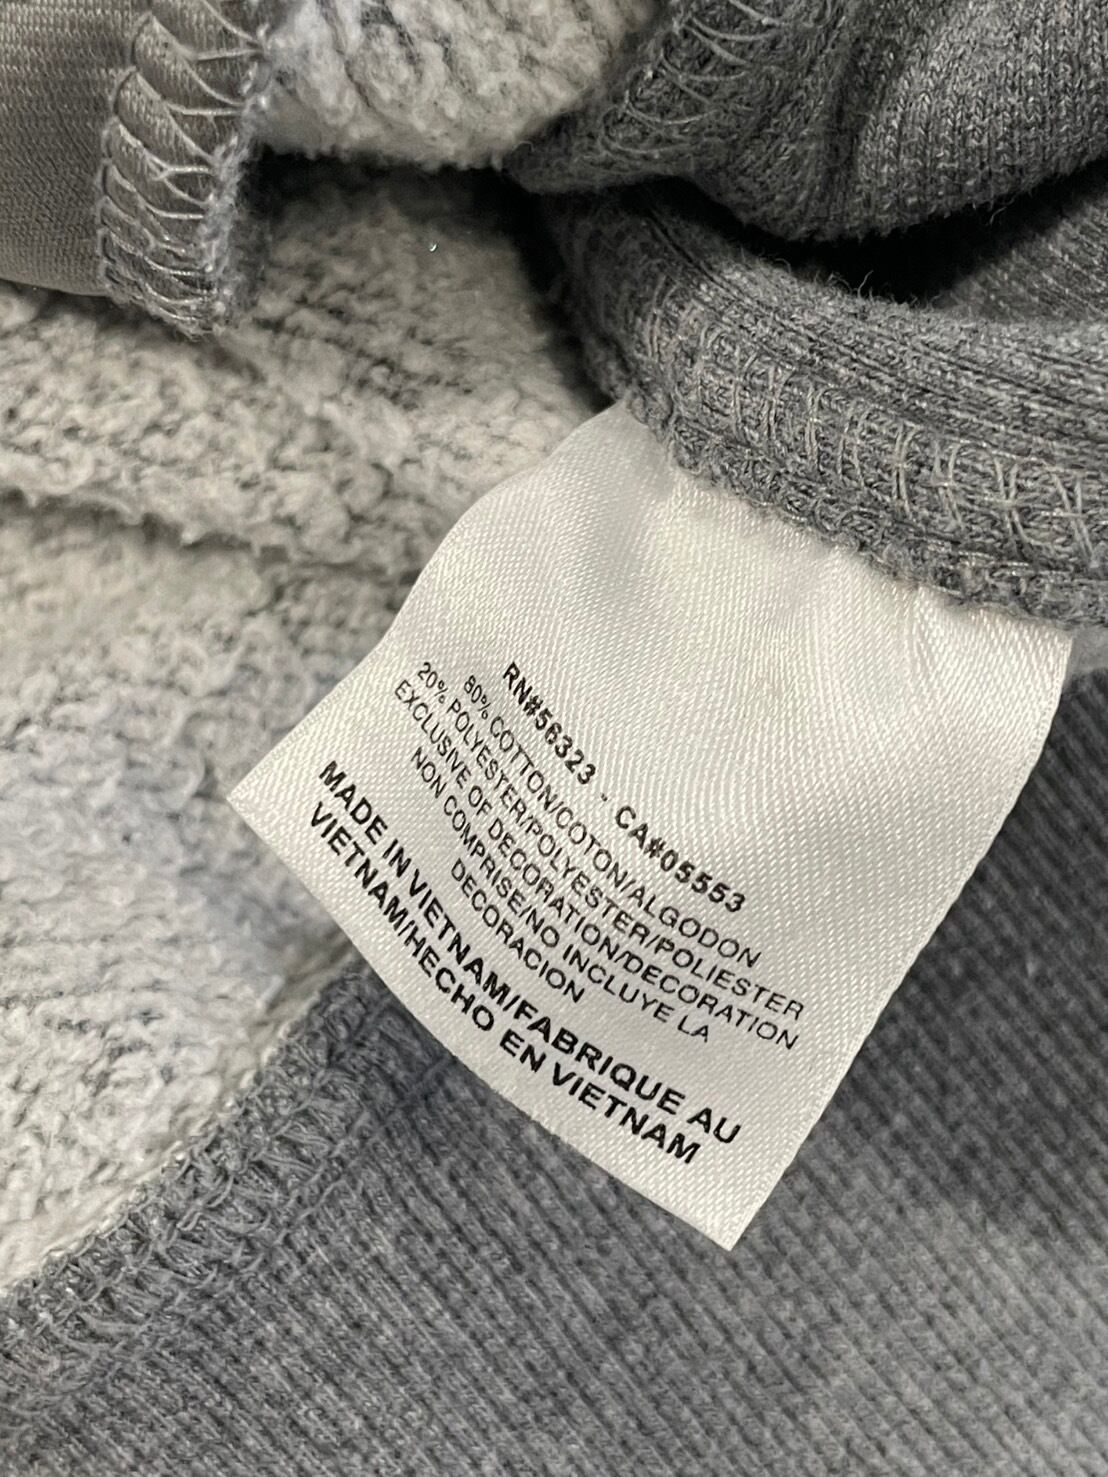 RN#56323 - CA#05553
80% COTTON/COTON/ALGODON
20% POLYESTER/POLYESTER/POLIESTER
EXCLUSIVE OF DECORATION/DECORATION
NON COMPRISE/NO INCLUYE LA
DECORACION
MADE IN VIETNAM/FABRIQUE AU
VIETNAM/HECHO EN VIETNAM